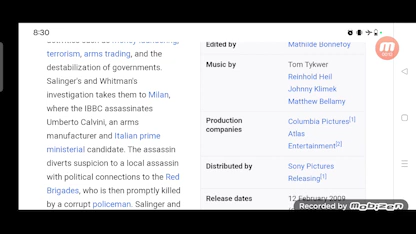 8:30
terrorism, arms trading, and the
destabilization of governments.
Salinger's and Whitman's
investigation takes them to Milan,
where the IBBC assassinates
Umberto Calvini, an arms
manufacturer and Italian prime
ministerial candidate. The assassin
diverts suspicion to a local assassin
with political connections to the Red
Brigades, who is then promptly killed
by a corrupt policeman. Salinger and
Edited by Mathilde Bonnefoy
Music by Tom Tykwer
Reinhold Heil
Johnny Klimek
Matthew Bellamy
Production Columbia Pictures[1]
companies Atlas
Entertainment[2]
Distributed by Sony Pictures
Releasing[1]
Release dates 12 February 2009
Recorded by Mobizen